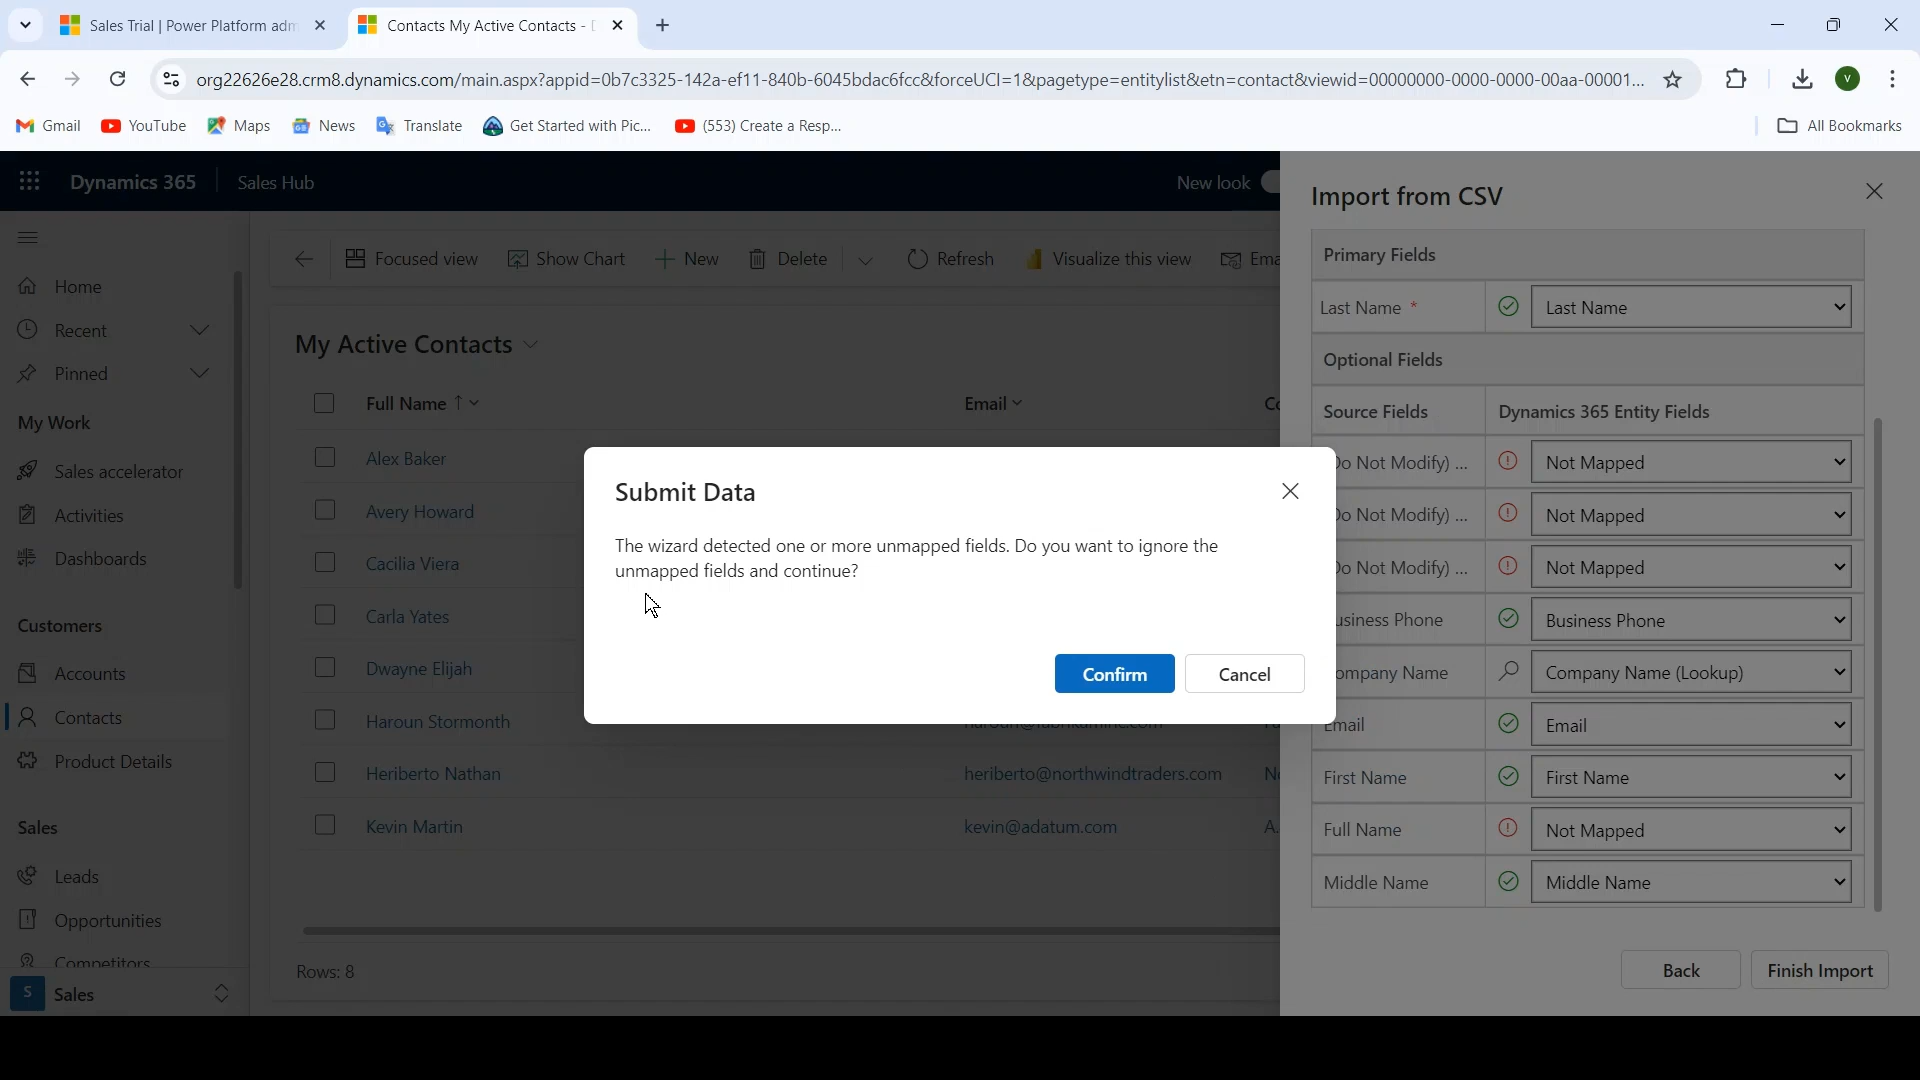 Sales Trial | Power Platform adm
Contacts My Active Contacts -
org22626e28.crm8.dynamics.com/main.aspx?appid=0b7c3325-142a-ef11-840b-6045bdac6fcc&forceUCI=1&pagetype=entitylist&etn=contact&viewid=00000000-0000-0000-00aa-00001...
V
Gmail
YouTube
Maps
News
Translate
Get Started with Pic...
(553) Create a Resp...
All Bookmarks
Dynamics 365
Sales Hub
New look
Home
Recent
Pinned
My Work
Sales accelerator
Activities
Dashboards
Customers
Accounts
Contacts
Product Details
Sales
Leads
Opportunities
Competitors
S
Sales
Focused view
Show Chart
New
Delete
Refresh
Visualize this view
Ema
My Active Contacts
Full Name ↑
Email
Co
Alex Baker
Avery Howard
Cacilia Viera
Carla Yates
Dwayne Elijah
Haroun Stormonth
Heriberto Nathan
heriberto@northwindtraders.com
Kevin Martin
kevin@adatum.com
A.
Rows: 8
Submit Data
The wizard detected one or more unmapped fields. Do you want to ignore the
unmapped fields and continue?
Confirm
Cancel
Import from CSV
Primary Fields
Last Name *
Last Name
Optional Fields
Source Fields
Dynamics 365 Entity Fields
Do Not Modify) ...
Not Mapped
Do Not Modify) ...
Not Mapped
Do Not Modify) ...
Not Mapped
usiness Phone
Business Phone
ompany Name
Company Name (Lookup)
Email
Email
First Name
First Name
Full Name
Not Mapped
Middle Name
Middle Name
Back
Finish Import